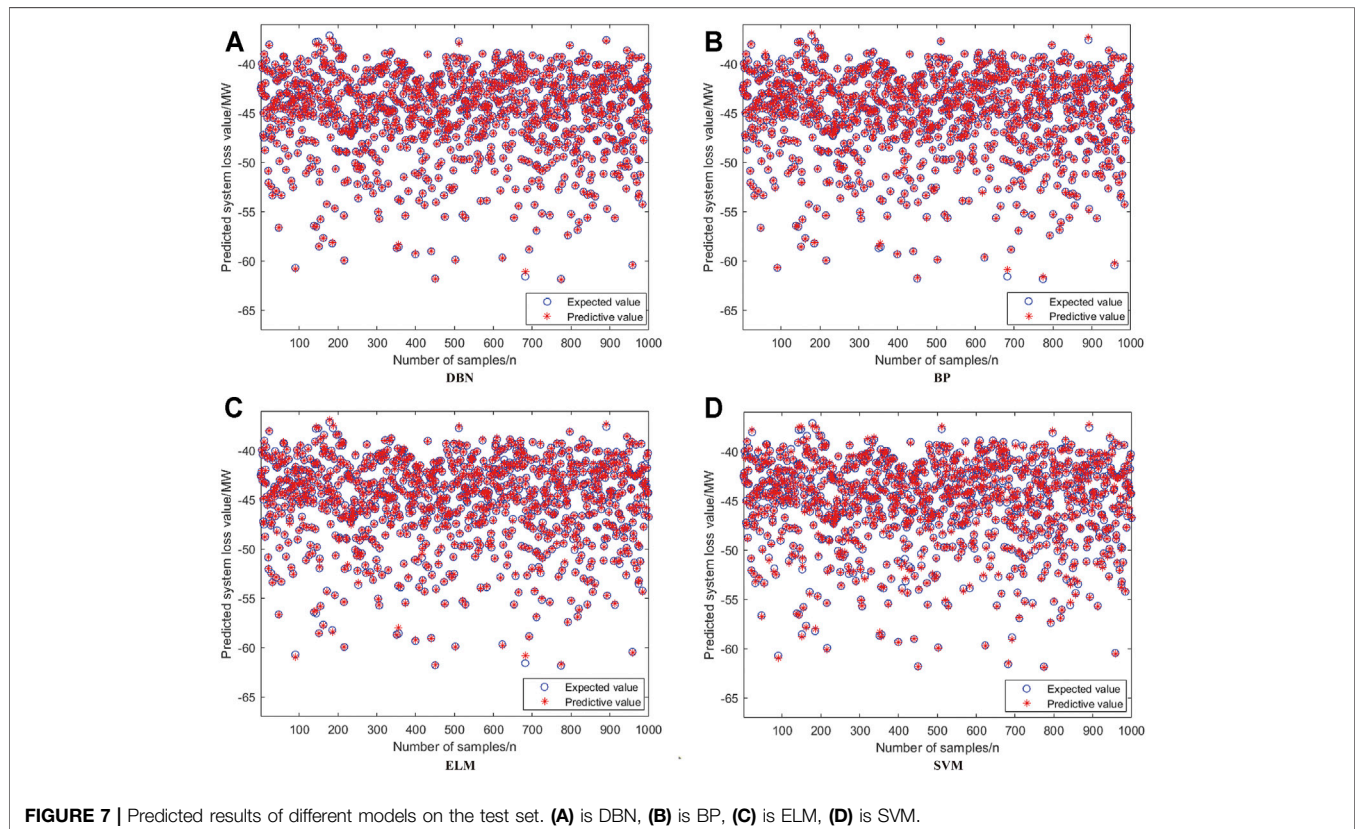 A
Predicted system loss value/MW
-40
-45
-50
-55
-60
-65
Expected value
Predictive value
100 200 300 400 500 600 700 800 900 1000
Number of samples/n
DBN
B
Predicted system loss value/MW
-40
-45
-50
-55
-60
-65
Expected value
Predictive value
100 200 300 400 500 600 700 800 900 1000
Number of samples/n
BP
C
Predicted system loss value/MW
-40
-45
-50
-55
-60
-65
Expected value
Predictive value
100 200 300 400 500 600 700 800 900 1000
Number of samples/n
ELM
D
Predicted system loss value/MW
-40
-45
-50
-55
-60
-65
Expected value
Predictive value
100 200 300 400 500 600 700 800 900 1000
Number of samples/n
SVM
FIGURE 7 | Predicted results of different models on the test set. (A) is DBN, (B) is BP, (C) is ELM, (D) is SVM.